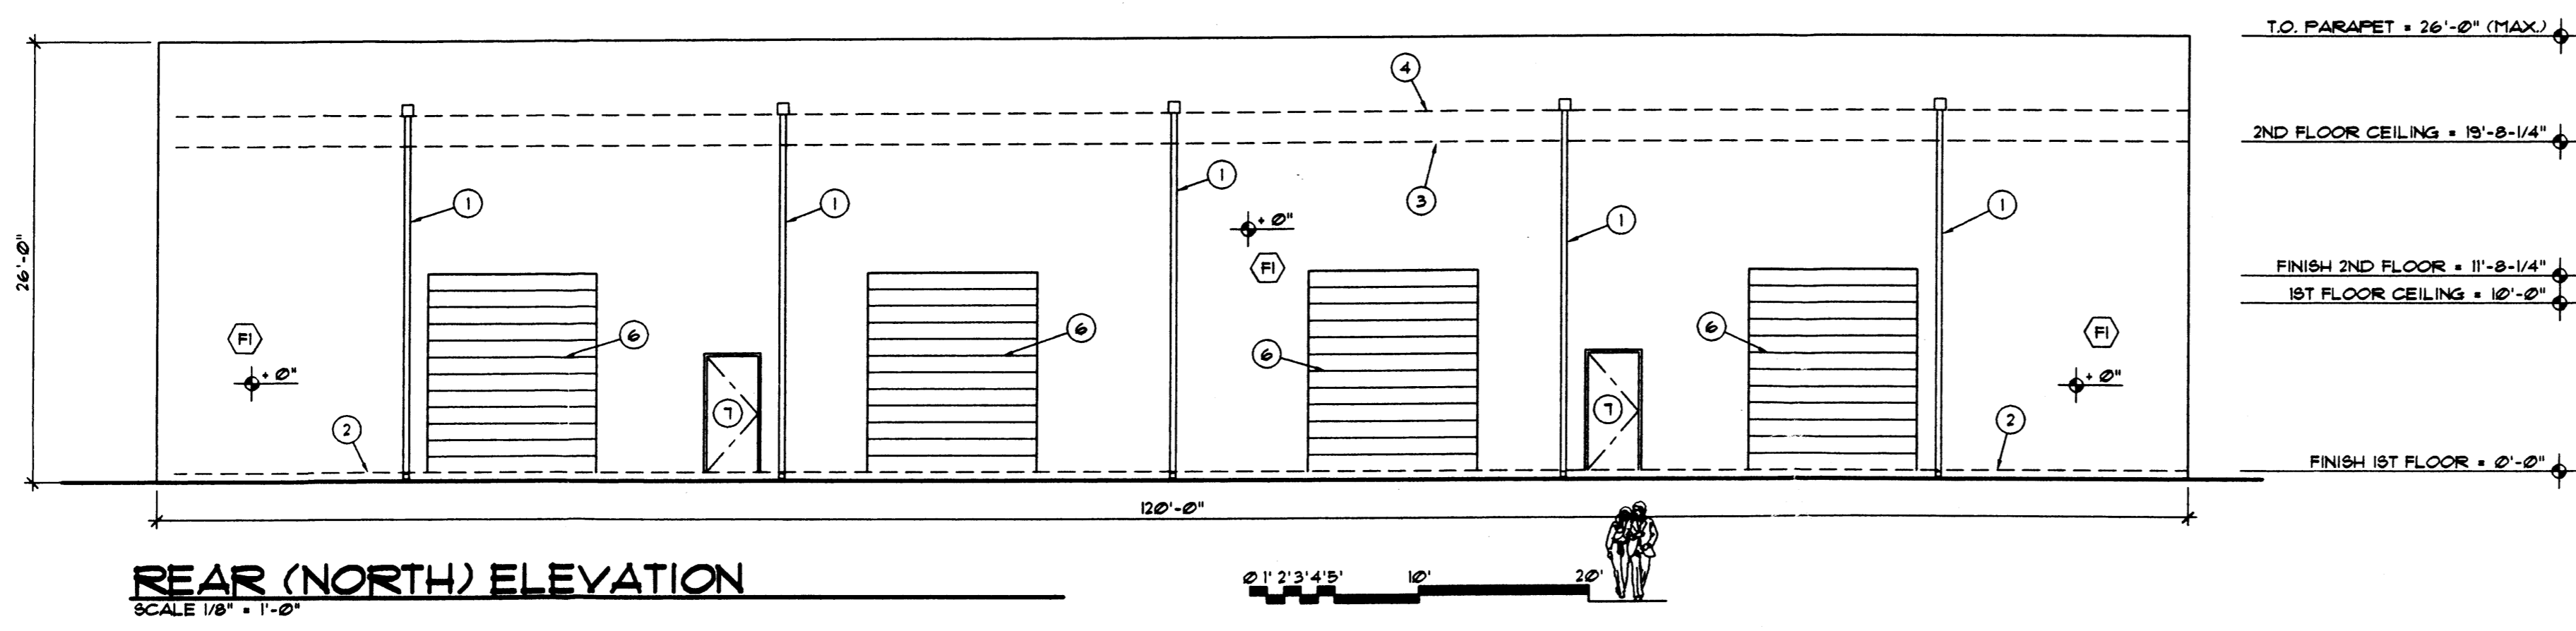 T.O. PARAPET = 26'-0" (MAX.)
4
2ND FLOOR CEILING = 19'-8-1/4"
1
1
1
3
1
1
+ 0"
26'-0"
F1
FINISH 2ND FLOOR = 11'-8-1/4"
1ST FLOOR CEILING = 10'-0"
F1
6
6
6
6
F1
+ 0"
+ 0"
7
7
2
2
FINISH 1ST FLOOR = 0'-0"
120'-0"
REAR (NORTH) ELEVATION
SCALE 1/8" = 1'-0"
0 1' 2' 3' 4' 5' 10' 20'